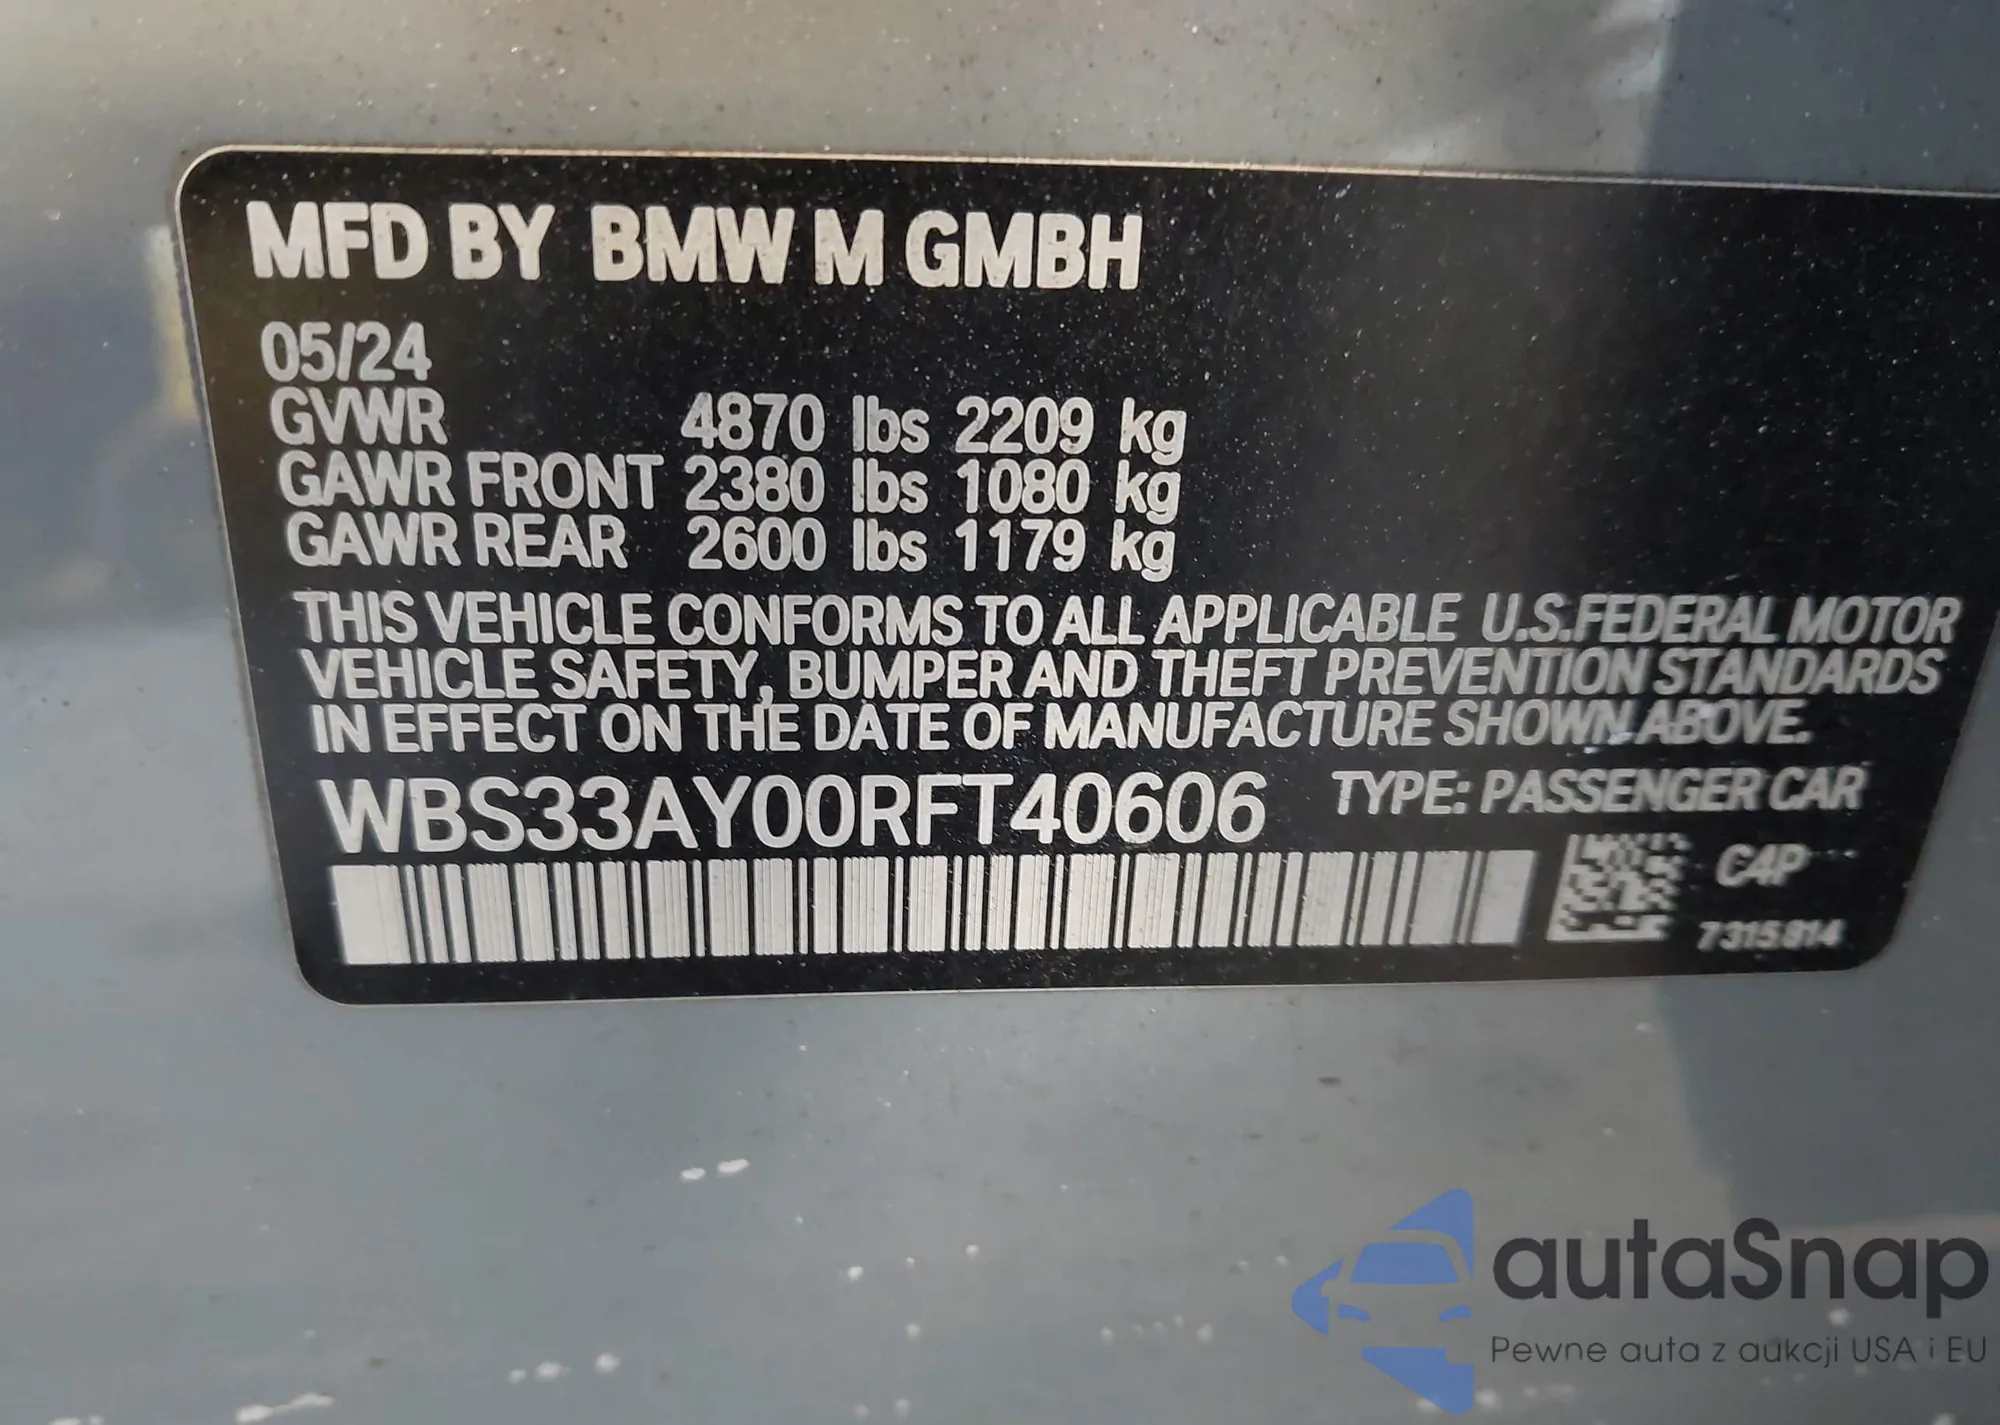 MFD BY BMW M GMBH
05/24
GVWR 4870 lbs 2209 kg
GAWR FRONT 2380 lbs 1080 kg
GAWR REAR 2600 lbs 1179 kg
THIS VEHICLE CONFORMS TO ALL APPLICABLE U.S.FEDERAL MOTOR
VEHICLE SAFETY, BUMPER AND THEFT PREVENTION STANDARDS
IN EFFECT ON THE DATE OF MANUFACTURE SHOWN ABOVE.
WBS33AY00RFT40606 TYPE: PASSENGER CAR
C4P
7315814
autaSnap
Pewne auta z aukcji USA i EU